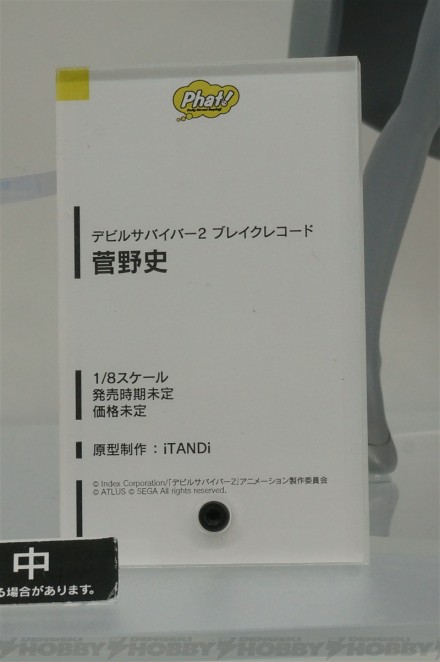 Phat!
デビルサバイバー2 ブレイクレコード
菅野史
1/8スケール
発売時期未定
価格未定
原型制作：iTANDi
© Index Corporation/「デビルサバイバー2」アニメーション製作委員会
© ATLUS © SEGA All rights reserved.
中
る場合があります。
HOBBY HOBBY HOBBY HOBBY